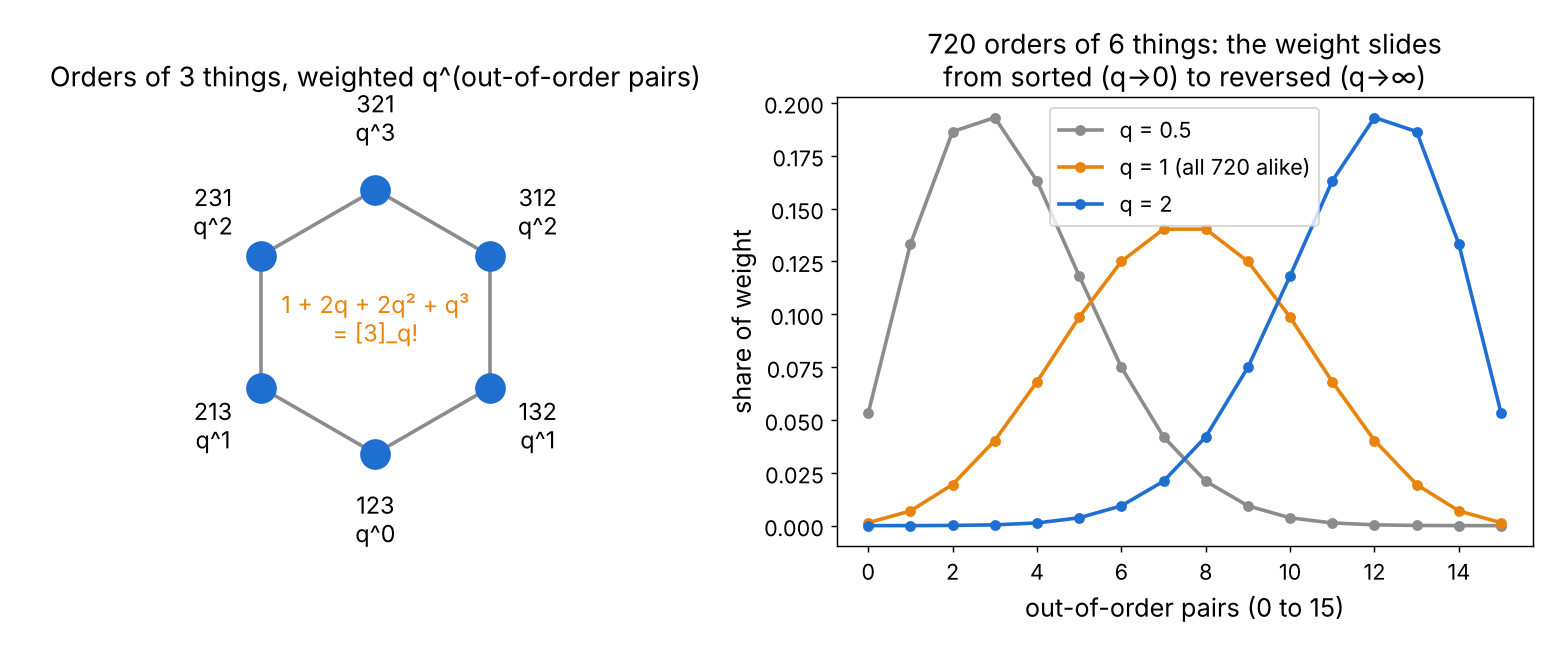 Orders of 3 things, weighted q^(out-of-order pairs)
321
q^3
231
q^2
312
q^2
1 + 2q + 2q² + q³
= [3]_q!
213
q^1
132
q^1
123
q^0
720 orders of 6 things: the weight slides
from sorted (q→0) to reversed (q→∞)
q = 0.5
q = 1 (all 720 alike)
q = 2
share of weight
0.200
0.175
0.150
0.125
0.100
0.075
0.050
0.025
0.000
0 2 4 6 8 10 12 14
out-of-order pairs (0 to 15)